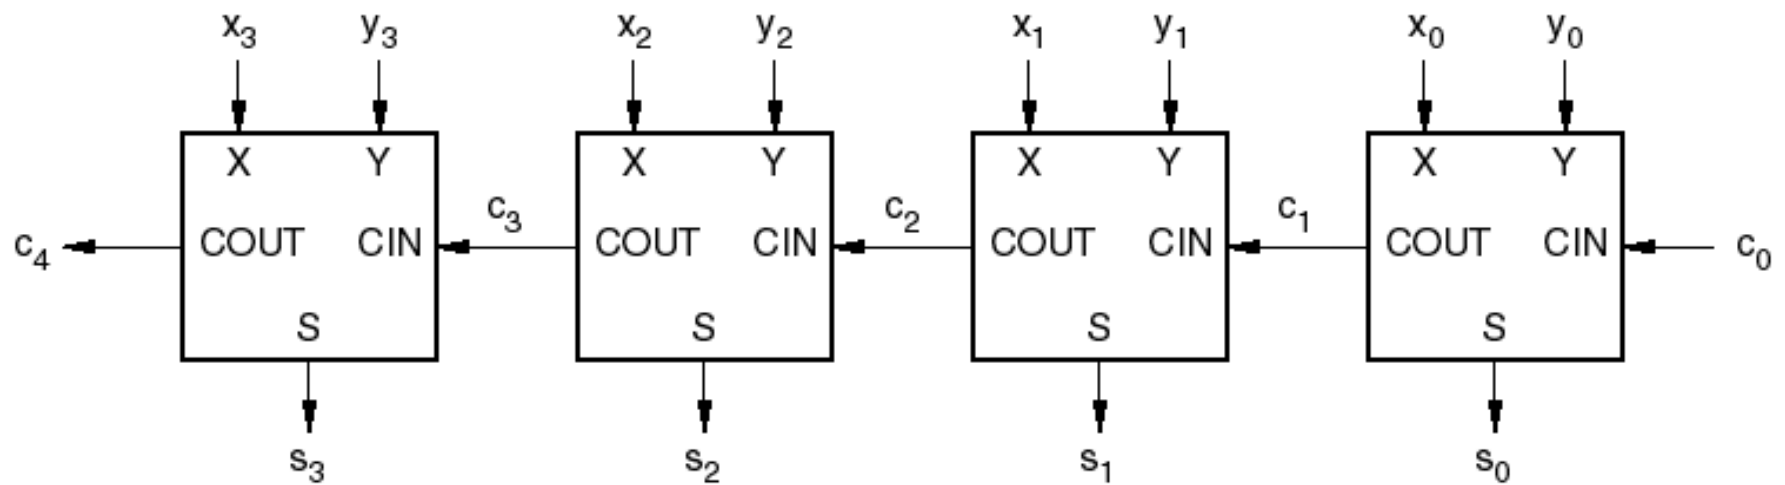 x3 y3 x2 y2 x1 y1 x0 y0
X Y X Y X Y X Y
c3 c2 c1
c4 COUT CIN COUT CIN COUT CIN COUT CIN c0
S S S S
s3 s2 s1 s0